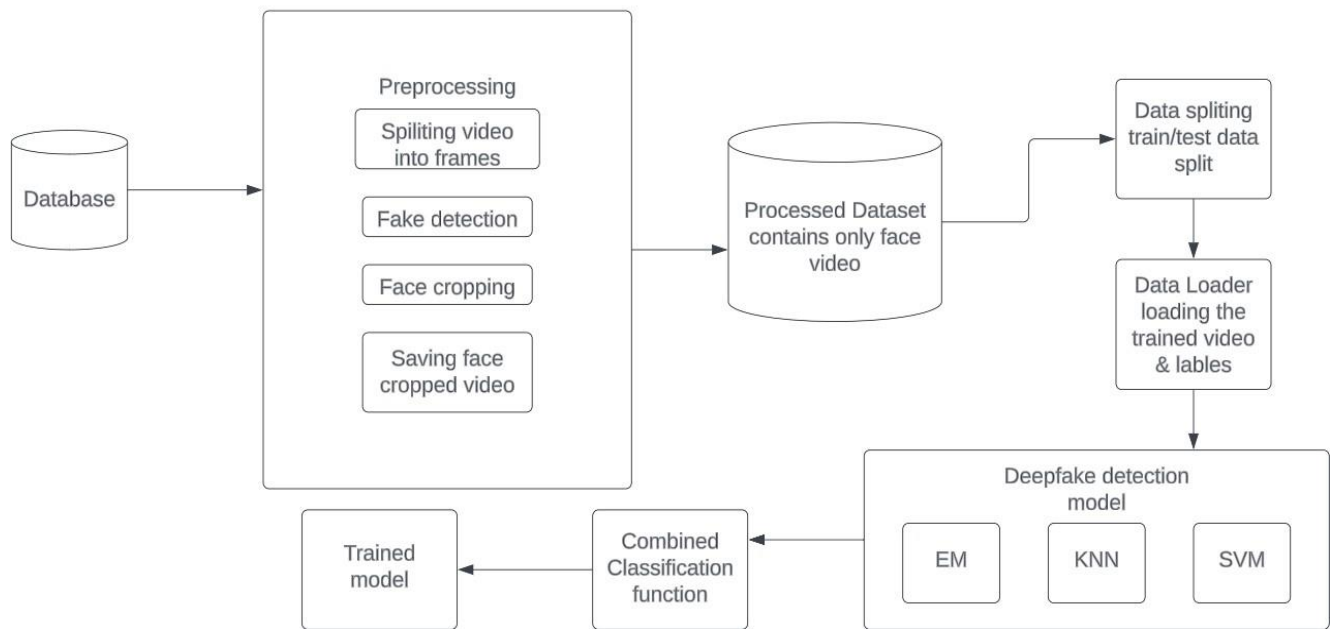 Database
Preprocessing
Spiliting video
into frames
Fake detection
Face cropping
Saving face
cropped video
Processed Dataset
contains only face
video
Data spliting
train/test data
split
Data Loader
loading the
trained video
& lables
Deepfake detection
model
EM
KNN
SVM
Combined
Classification
function
Trained
model